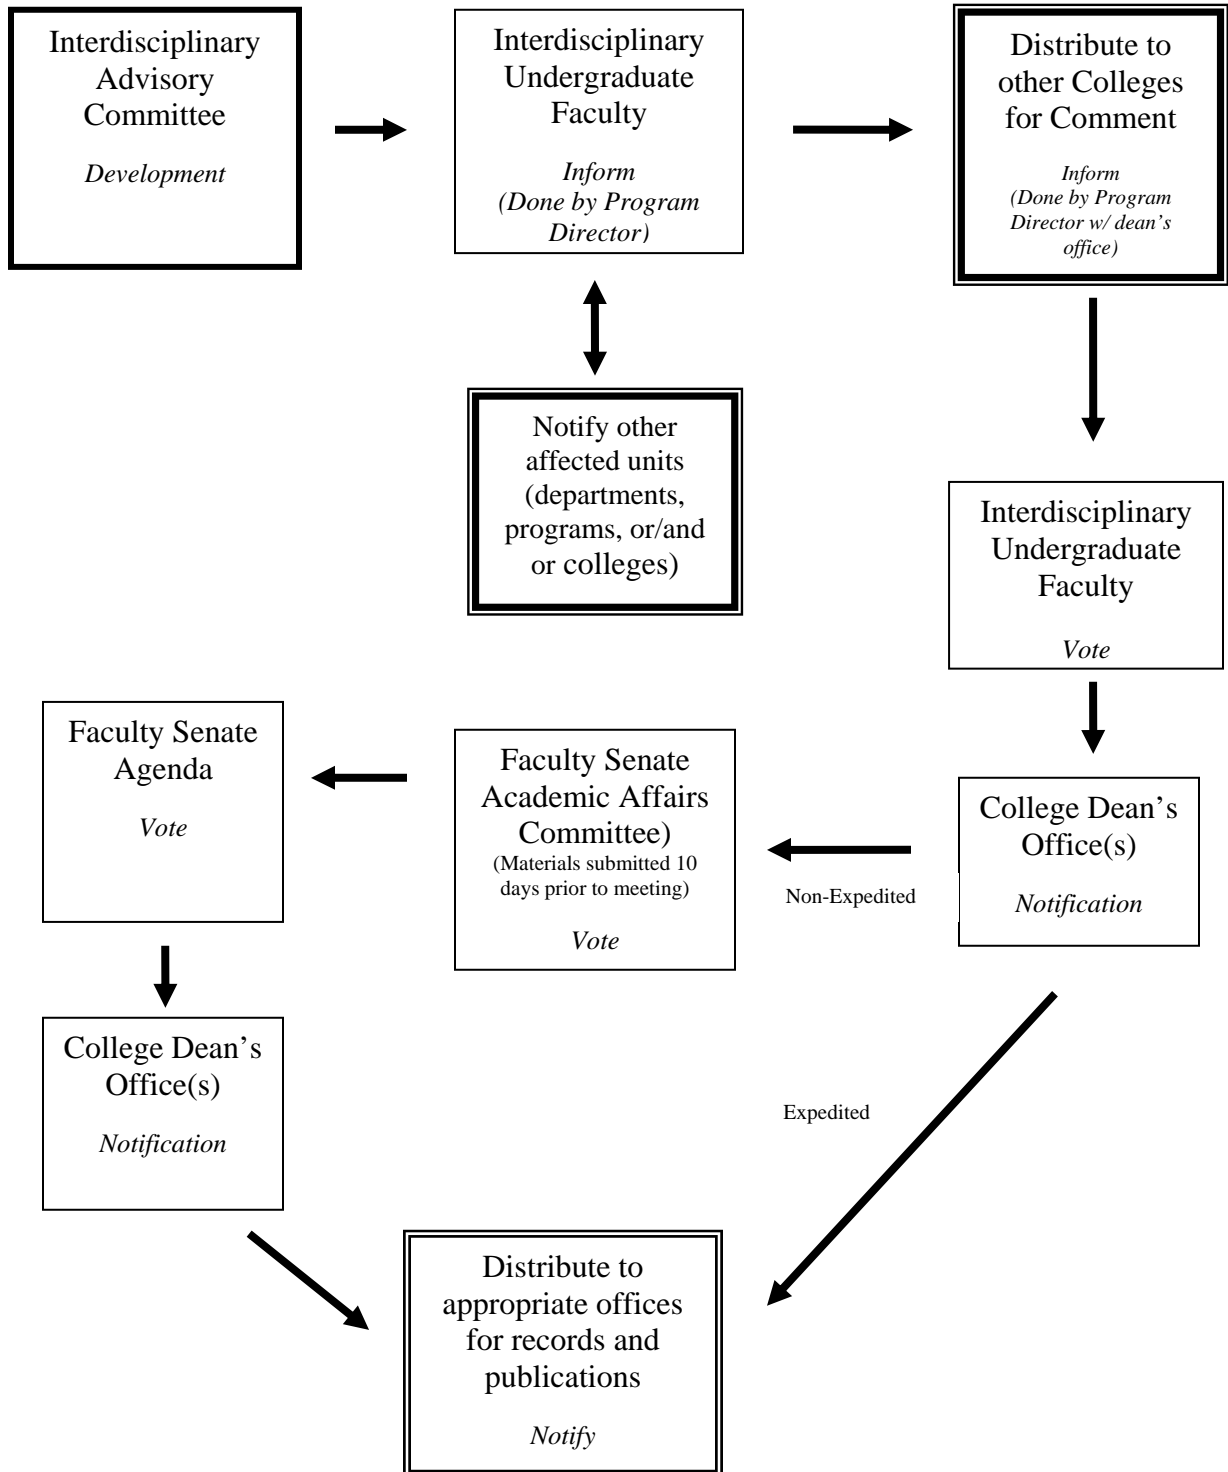 Interdisciplinary
Advisory
Committee
Development
Interdisciplinary
Undergraduate
Faculty
Inform
(Done by Program
Director)
Distribute to
other Colleges
for Comment
Inform
(Done by Program
Director w/ dean’s
office)
Notify other
affected units
(departments,
programs, or/and
or colleges)
Interdisciplinary
Undergraduate
Faculty
Vote
College Dean’s
Office(s)
Notification
Non-Expedited
Faculty Senate
Academic Affairs
Committee)
(Materials submitted 10
days prior to meeting)
Vote
Faculty Senate
Agenda
Vote
College Dean’s
Office(s)
Notification
Expedited
Distribute to
appropriate offices
for records and
publications
Notify